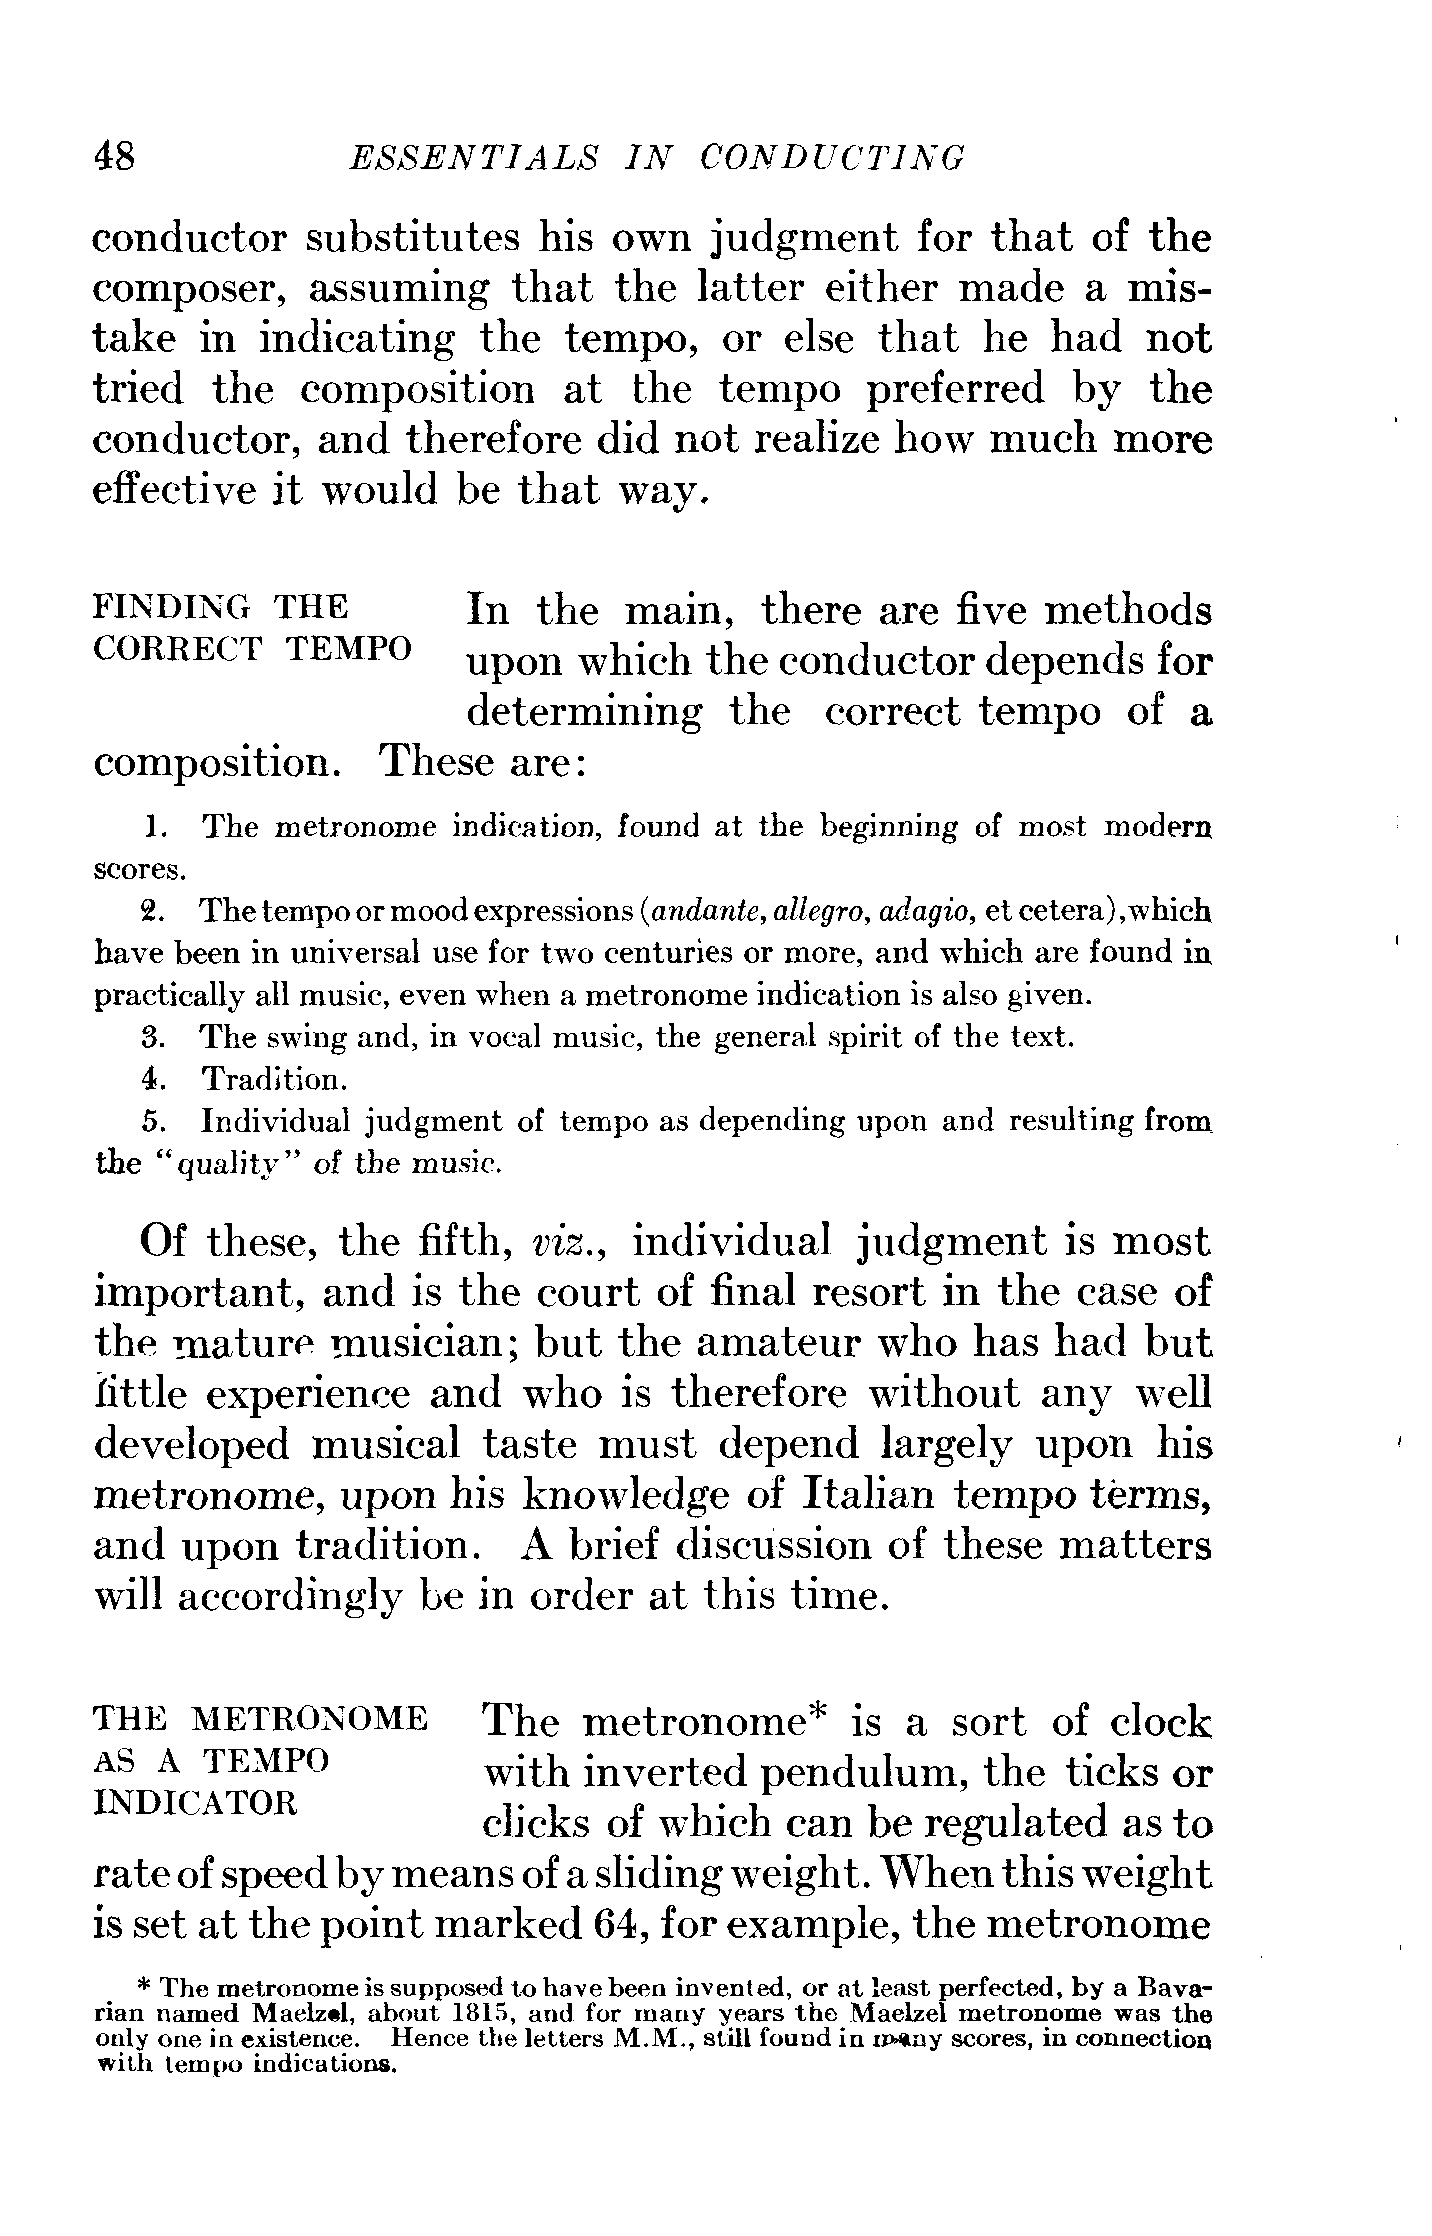 48 ESSENTIALS IN CONDUCTING
conductor substitutes his own judgment for that of the
composer, assuming that the latter either made a mis-
take in indicating the tempo, or else that he had not
tried the composition at the tempo preferred by the
conductor, and therefore did not realize how much more
effective it would be that way.
FINDING THE
CORRECT TEMPO
In the main, there are five methods
upon which the conductor depends for
determining the correct tempo of a
composition. These are:
1. The metronome indication, found at the beginning of most modern
scores.
2. The tempo or mood expressions (andante, allegro, adagio, et cetera), which
have been in universal use for two centuries or more, and which are found in
practically all music, even when a metronome indication is also given.
3. The swing and, in vocal music, the general spirit of the text.
4. Tradition.
5. Individual judgment of tempo as depending upon and resulting from
the "quality" of the music.
Of these, the fifth, viz., individual judgment is most
important, and is the court of final resort in the case of
the mature musician; but the amateur who has had but
little experience and who is therefore without any well
developed musical taste must depend largely upon his
metronome, upon his knowledge of Italian tempo terms,
and upon tradition. A brief discussion of these matters
will accordingly be in order at this time.
THE METRONOME
AS A TEMPO
INDICATOR
The metronome* is a sort of clock
with inverted pendulum, the ticks or
clicks of which can be regulated as to
rate of speed by means of a sliding weight. When this weight
is set at the point marked 64, for example, the metronome
* The metronome is supposed to have been invented, or at least perfected, by a Bava-
rian named Maelzel, about 1815, and for many years the Maelzel metronome was the
only one in existence. Hence the letters M.M., still found in many scores, in connection
with tempo indications.